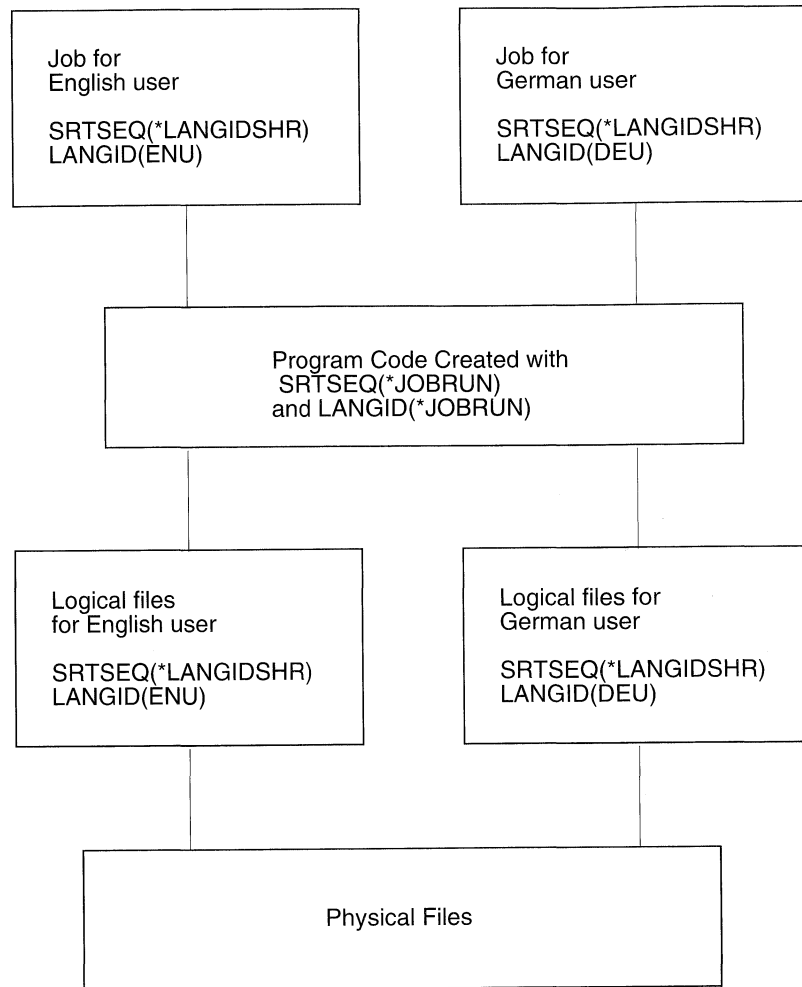 Job for
English user
SRTSEQ(*LANGIDSHR)
LANGID(ENU)
Job for
German user
SRTSEQ(*LANGIDSHR)
LANGID(DEU)
Program Code Created with
SRTSEQ(*JOBRUN)
and LANGID(*JOBRUN)
Logical files
for English user
SRTSEQ(*LANGIDSHR)
LANGID(ENU)
Logical files for
German user
SRTSEQ(*LANGIDSHR)
LANGID(DEU)
Physical Files